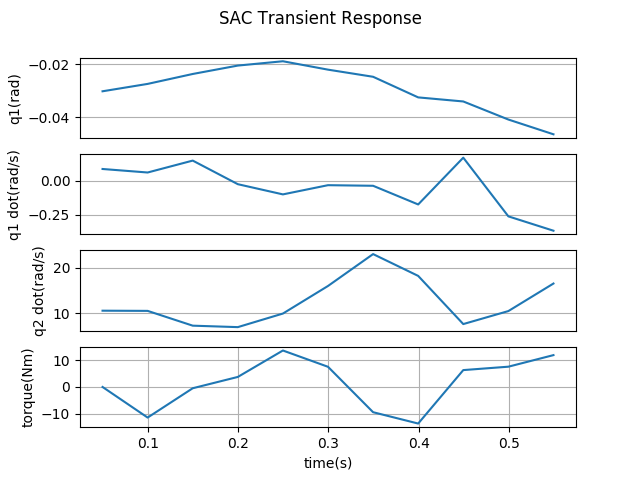 SAC Transient Response
−0.02
−0.04
q1(rad)
0.00
−0.25
q1 dot(rad/s)
20
10
q2 dot(rad/s)
10
0
−10
torque(Nm)
0.1 0.2 0.3 0.4 0.5
time(s)